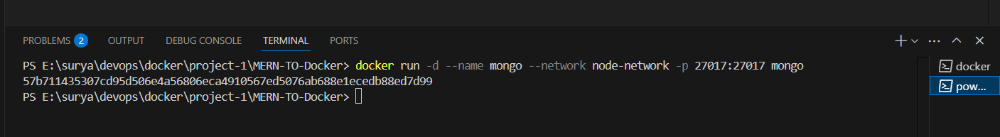 PROBLEMS 2 OUTPUT DEBUG CONSOLE TERMINAL PORTS
PS E:\surya\devops\docker\project-1\MERN-TO-Docker> docker run -d --name mongo --network node-network -p 27017:27017 mongo
57b711435307cd95d506e4a56806eca4910567ed5076ab688e1ecedb88ed7d99
PS E:\surya\devops\docker\project-1\MERN-TO-Docker>
docker
pow...